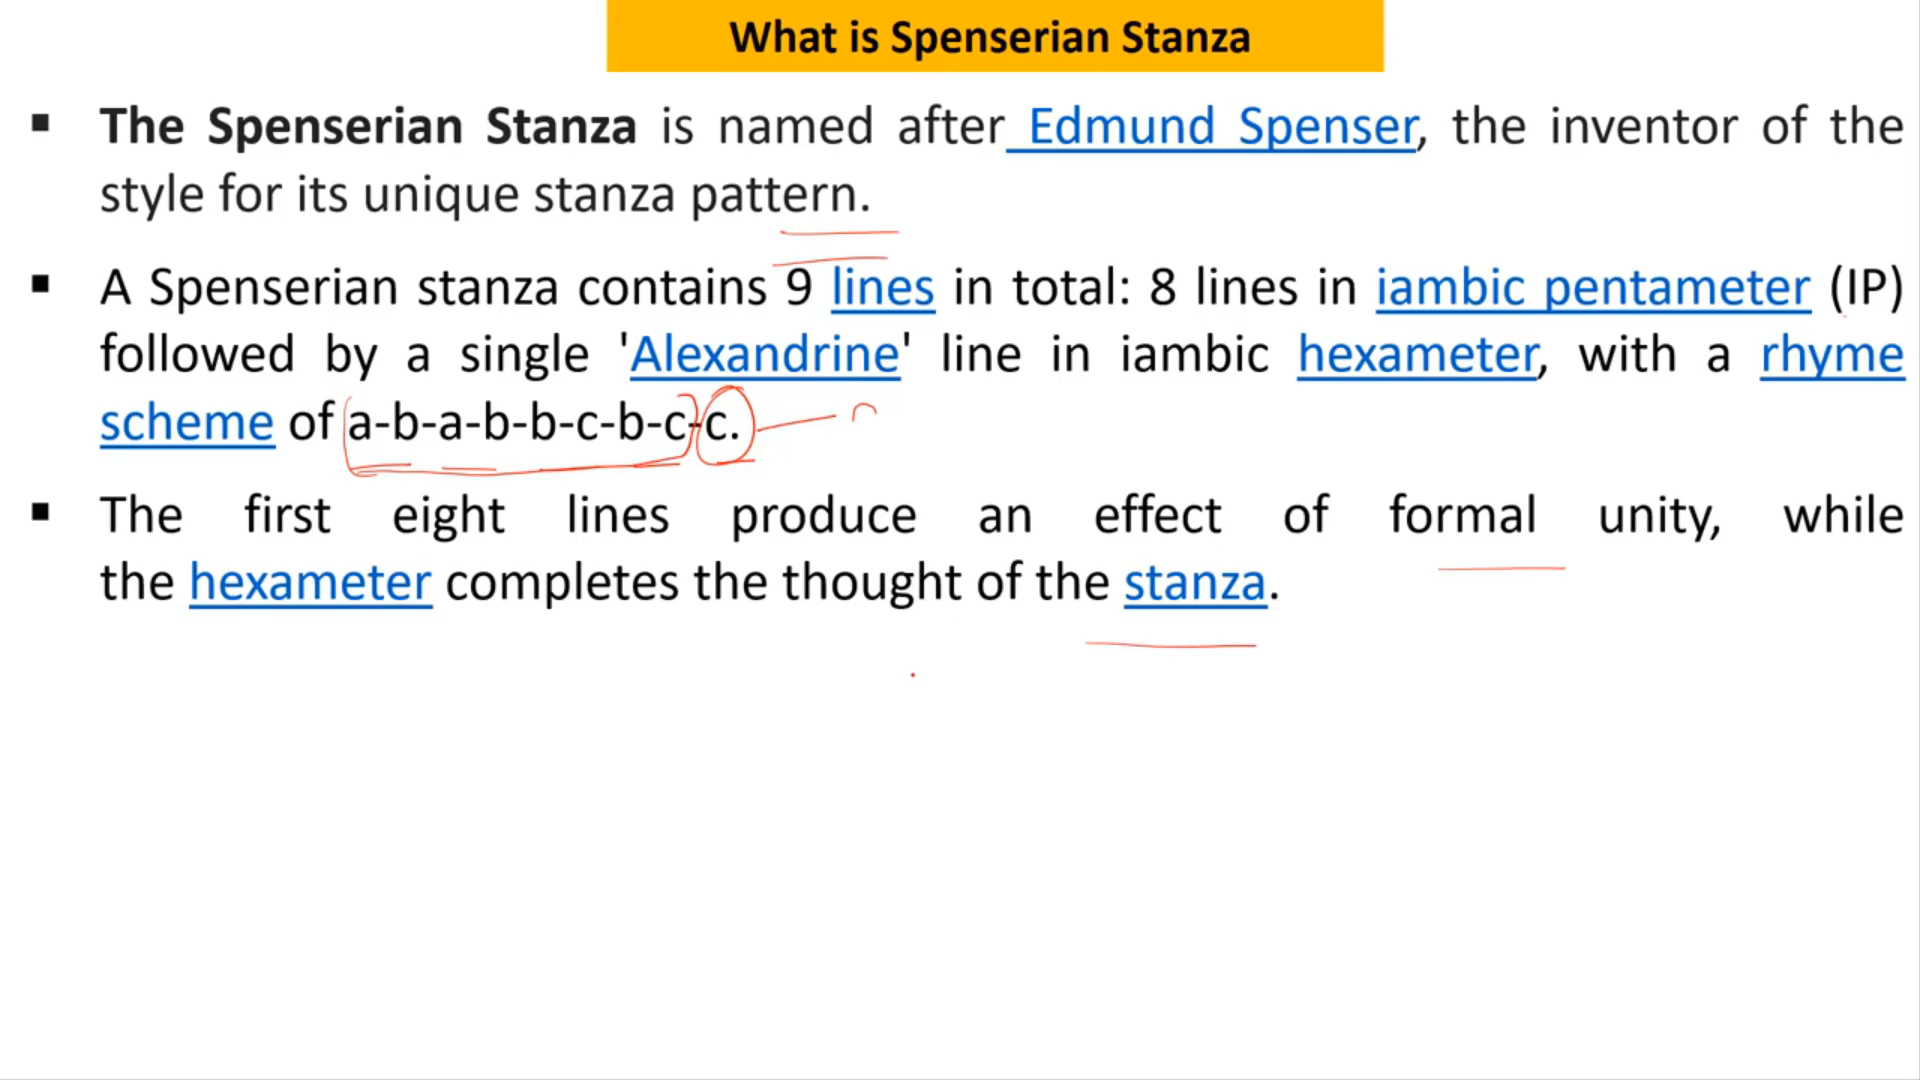 What is Spenserian Stanza
▪ The Spenserian Stanza is named after Edmund Spenser, the inventor of the
style for its unique stanza pattern.
▪ A Spenserian stanza contains 9 lines in total: 8 lines in iambic pentameter (IP)
followed by a single 'Alexandrine' line in iambic hexameter, with a rhyme
scheme of a-b-a-b-b-c-b-c-c.
▪ The first eight lines produce an effect of formal unity, while
the hexameter completes the thought of the stanza.